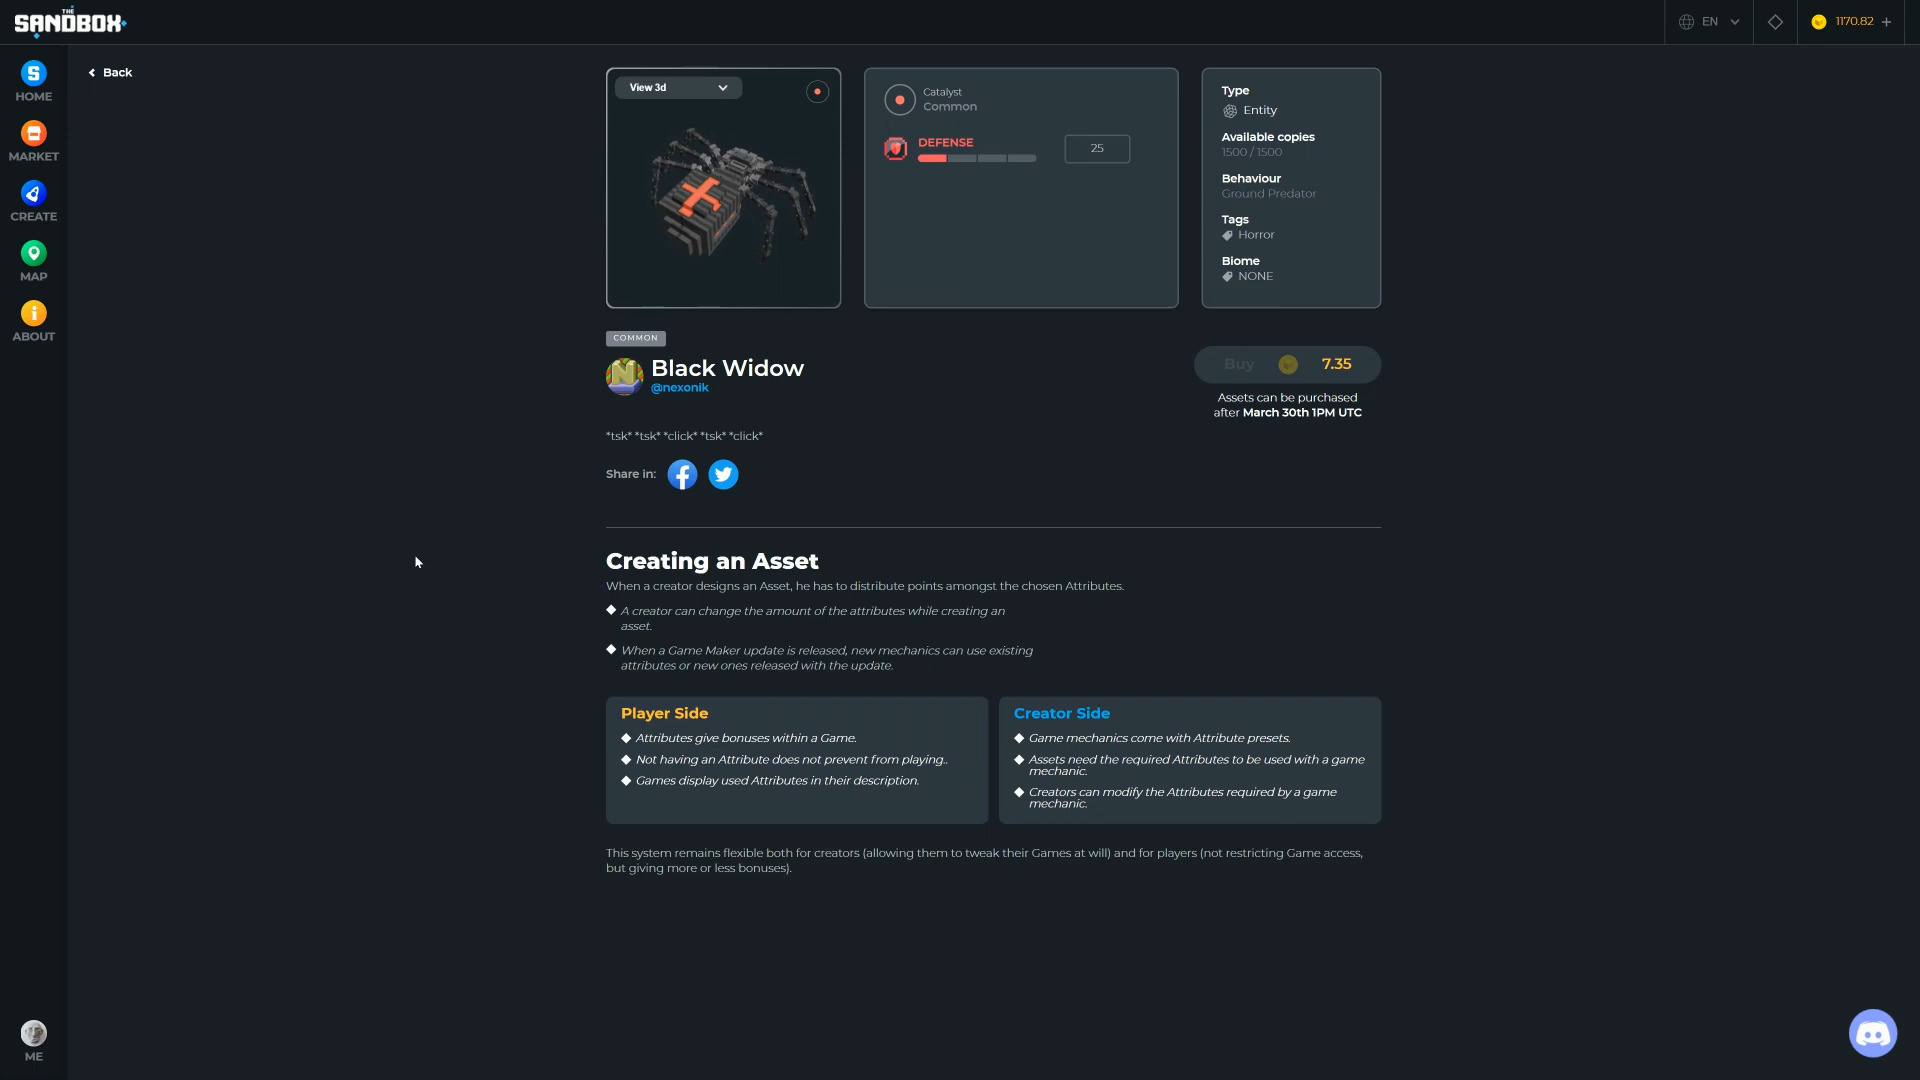 THE
SANDBOX
EN
1170.82 +
HOME
MARKET
CREATE
MAP
ABOUT
ME
Back
View 3d
Catalyst
Common
DEFENSE
25
Type
Entity
Available copies
1500 / 1500
Behaviour
Ground Predator
Tags
Horror
Biome
NONE
COMMON
N
Black Widow
@nexonik
Buy 7.35
Assets can be purchased
after March 30th 1PM UTC
*tsk* *tsk* *click* *tsk* *click*
Share in:
Creating an Asset
When a creator designs an Asset, he has to distribute points amongst the chosen Attributes.
A creator can change the amount of the attributes while creating an
asset.
When a Game Maker update is released, new mechanics can use existing
attributes or new ones released with the update.
Player Side
Attributes give bonuses within a Game.
Not having an Attribute does not prevent from playing..
Games display used Attributes in their description.
Creator Side
Game mechanics come with Attribute presets.
Assets need the required Attributes to be used with a game
mechanic.
Creators can modify the Attributes required by a game
mechanic.
This system remains flexible both for creators (allowing them to tweak their Games at will) and for players (not restricting Game access,
but giving more or less bonuses).